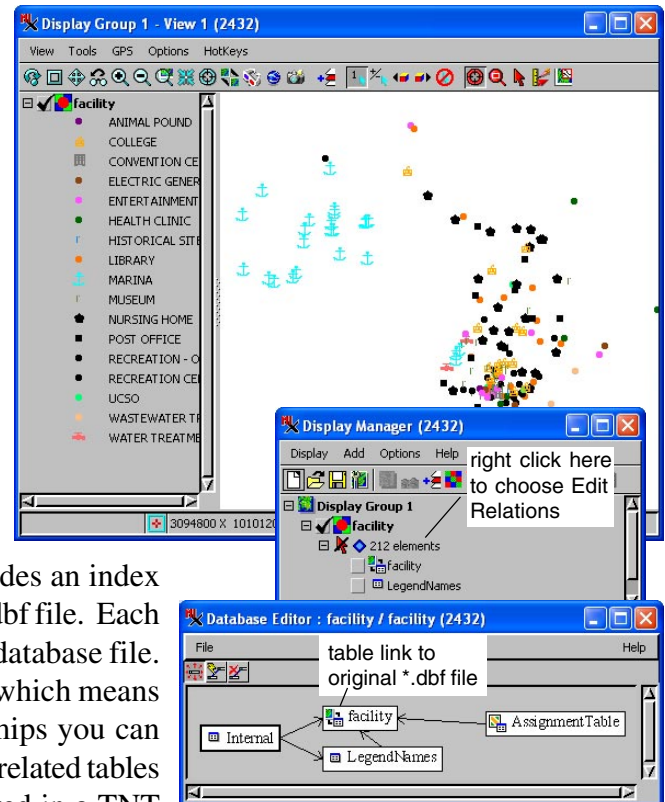 Display Group 1 - View 1 (2432)
View Tools GPS Options HotKeys
facility
ANIMAL POUND
COLLEGE
CONVENTION CE
ELECTRIC GENER
ENTERTAINMENT
HEALTH CLINIC
HISTORICAL SITE
LIBRARY
MARINA
MUSEUM
NURSING HOME
POST OFFICE
RECREATION - O
RECREATION CE
UCSO
WASTEWATER TR
WATER TREATME
3094800 X 1010120
Display Manager (2432)
Display Add Options Help
right click here
to choose Edit
Relations
Display Group 1
facility
212 elements
facility
LegendNames
des an index
dbf file. Each
database file.
which means
hips you can
related tables
Database Editor : facility / facility (2432)
File Help
table link to
original *.dbf file
Internal
facility
AssignmentTable
LegendNames